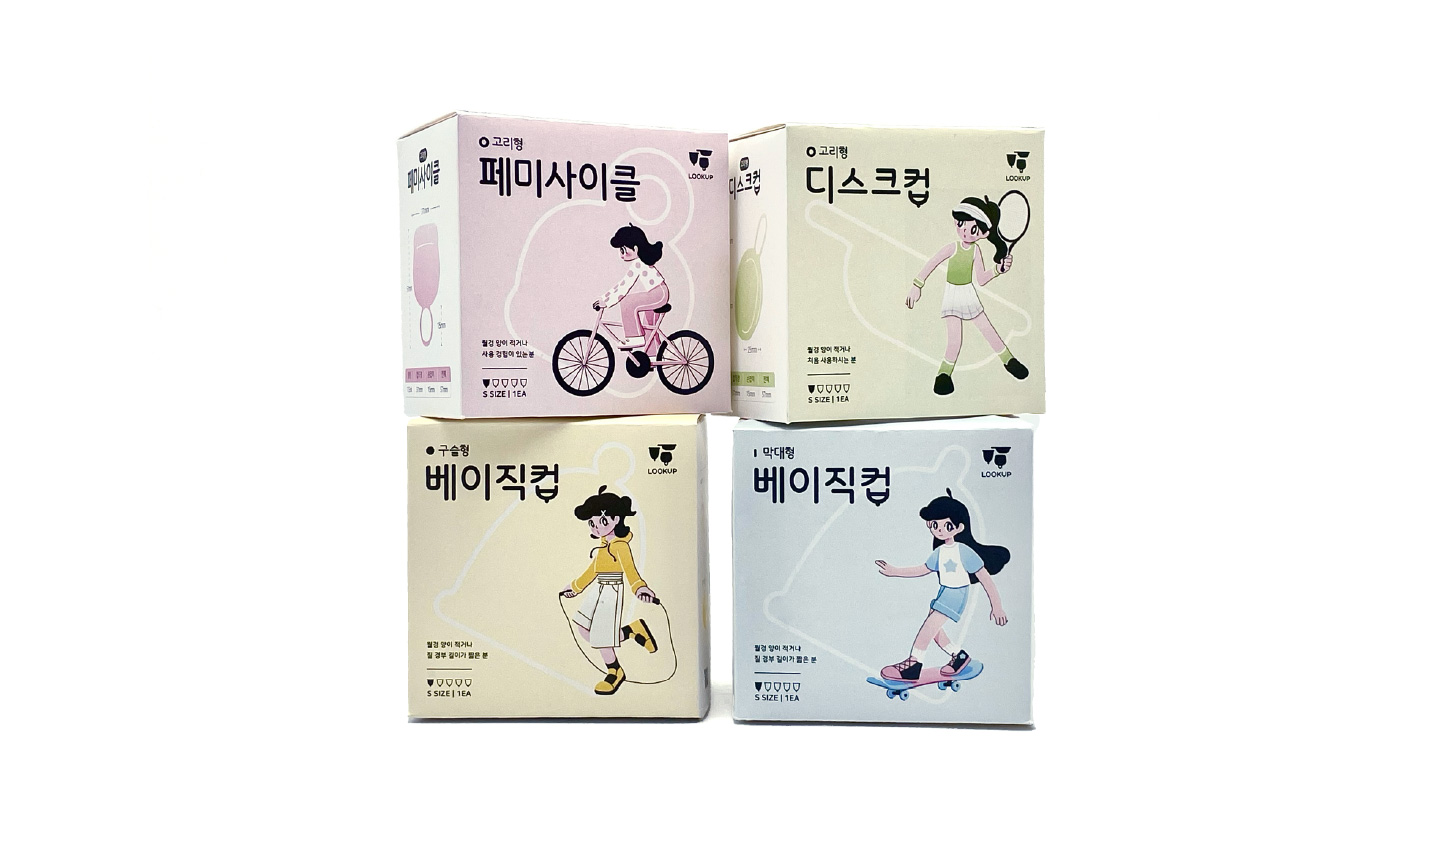 고리형
페미사이클
LOOKUP
월경 양이 적거나
사용 경험이 있는분
S SIZE | 1EA
페미사이클
15mm
고리형
디스크컵
LOOKUP
월경 양이 적거나
처음 사용하시는 분
S SIZE | 1EA
디스크컵
구슬형
베이직컵
LOOKUP
월경 양이 적거나
질 경부 길이가 짧은 분
S SIZE | 1EA
막대형
베이직컵
LOOKUP
월경 양이 적거나
질 경부 길이가 짧은 분
S SIZE | 1EA